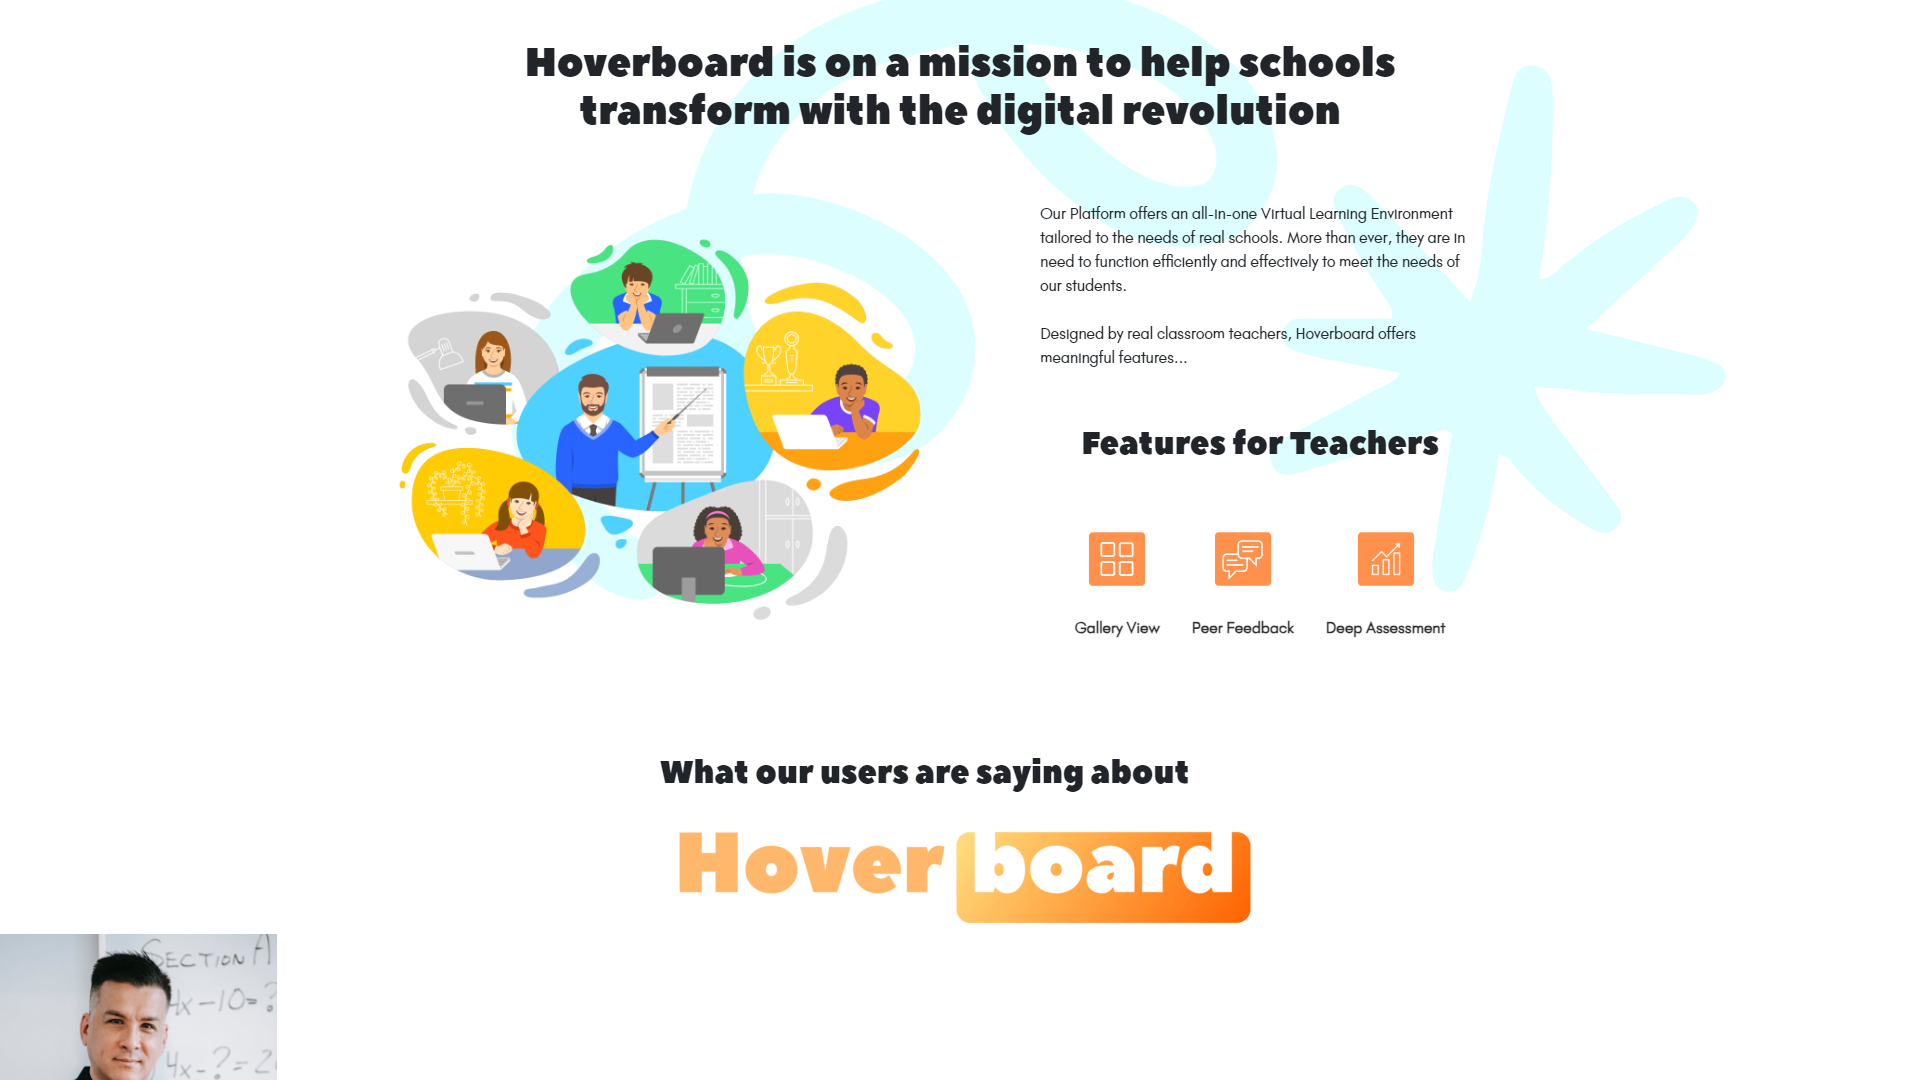 Hoverboard is on a mission to help schools
transform with the digital revolution
Our Platform offers an all-in-one Virtual Learning Environment
tailored to the needs of real schools. More than ever, they are in
need to function efficiently and effectively to meet the needs of
our students.
Designed by real classroom teachers, Hoverboard offers
meaningful features...
Features for Teachers
Gallery View Peer Feedback Deep Assessment
What our users are saying about
Hover board
SECTION A
4x-10=?
4x-?=2